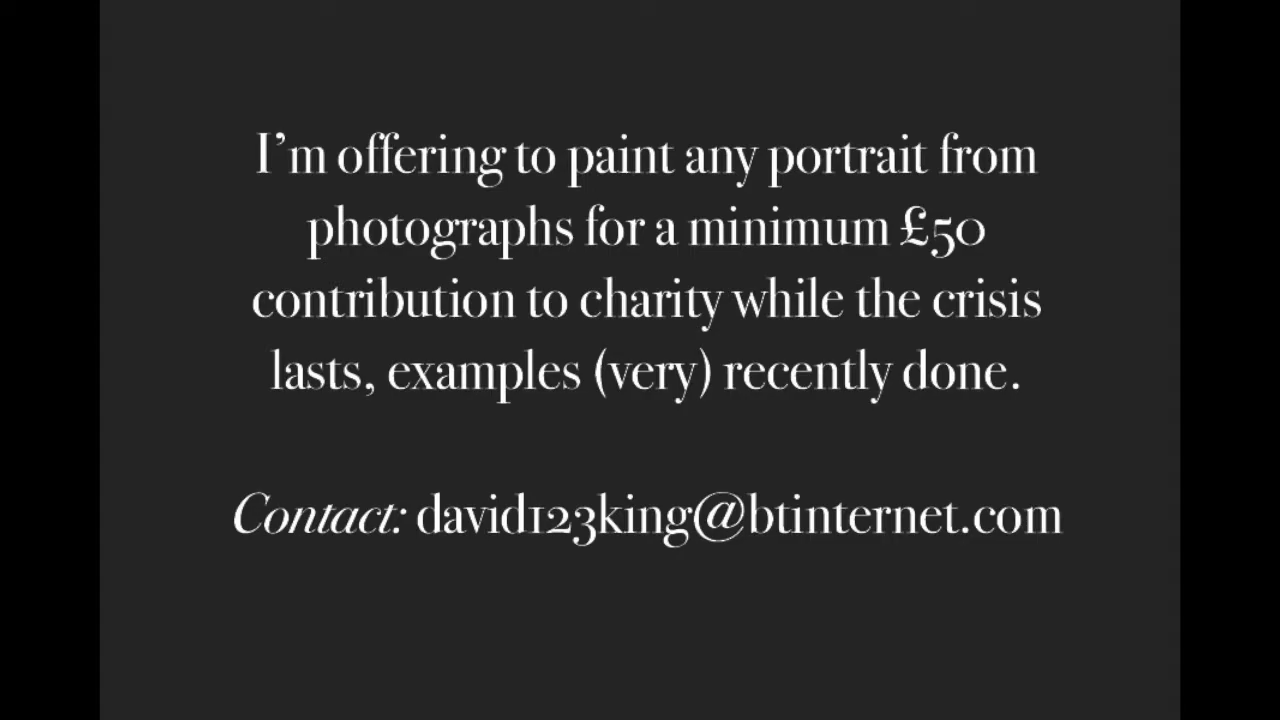 I’m offering to paint any portrait from
photographs for a minimum £50
contribution to charity while the crisis
lasts, examples (very) recently done.
Contact: david123king@btinternet.com